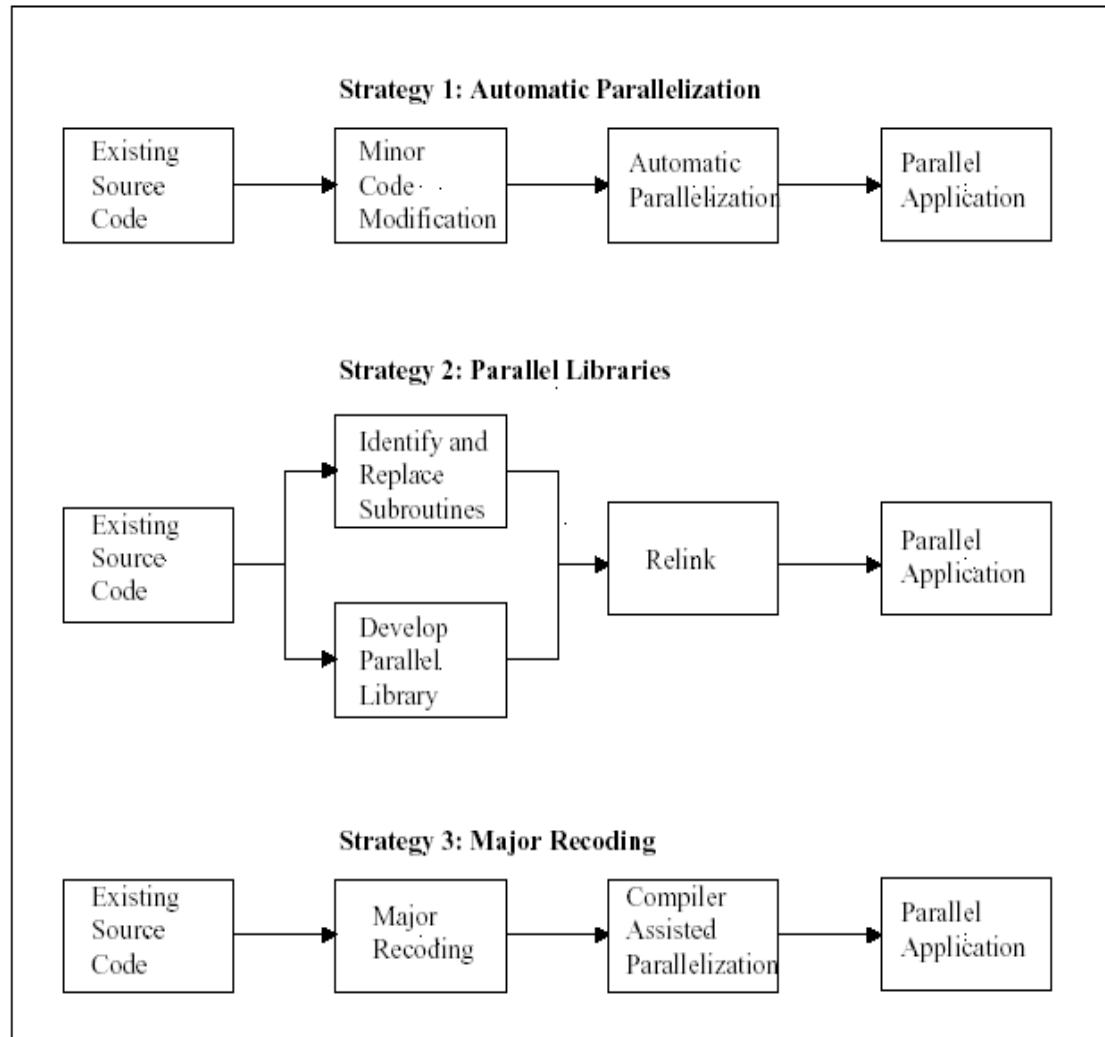 Strategy 1: Automatic Parallelization
Existing
Source
Code
Minor
Code
Modification
Automatic
Parallelization
Parallel
Application
Strategy 2: Parallel Libraries
Existing
Source
Code
Identify and
Replace
Subroutines
Develop
Parallel
Library
Relink
Parallel
Application
Strategy 3: Major Recoding
Existing
Source
Code
Major
Recoding
Compiler
Assisted
Parallelization
Parallel
Application